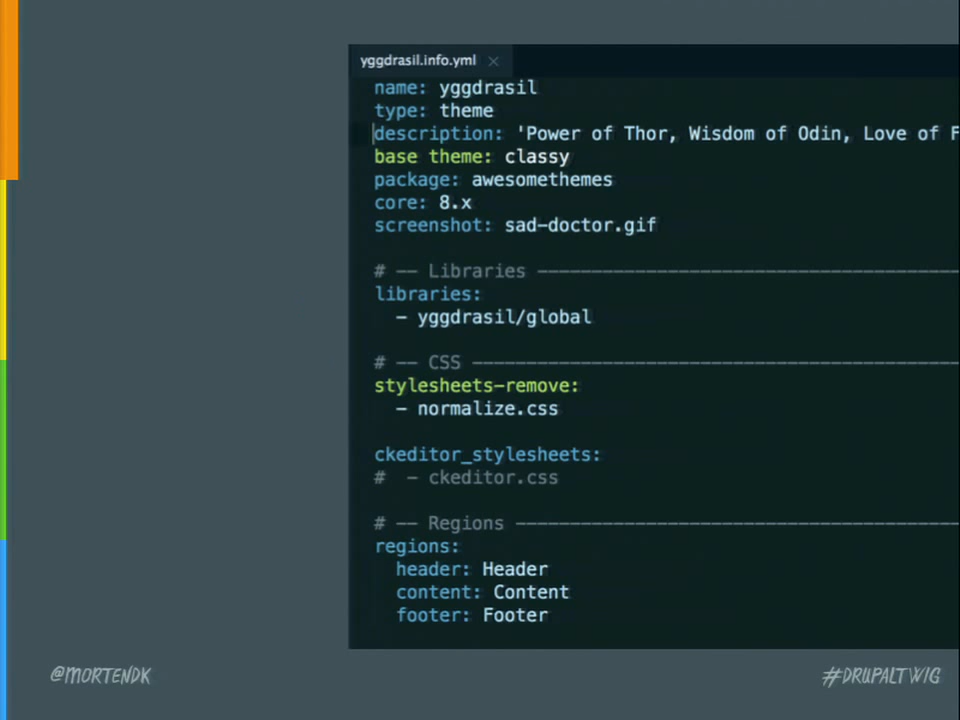 yggdrasil.info.yml ×
name: yggdrasil
type: theme
description: 'Power of Thor, Wisdom of Odin, Love of F
base theme: classy
package: awesomethemes
core: 8.x
screenshot: sad-doctor.gif
# -- Libraries ----------------------------------------
libraries:
- yggdrasil/global
# -- CSS ----------------------------------------------
stylesheets-remove:
- normalize.css
ckeditor_stylesheets:
# - ckeditor.css
# -- Regions ------------------------------------------
regions:
header: Header
content: Content
footer: Footer
@MORTENDK
#DRUPALTWIG